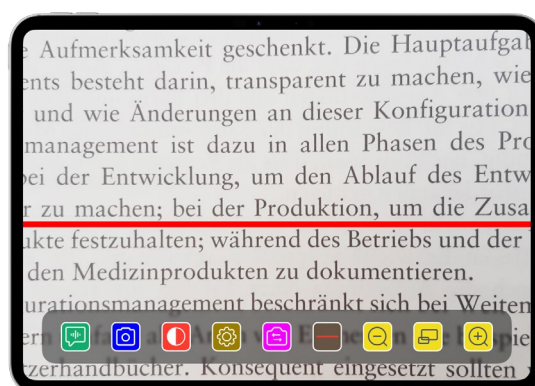 Aufmerksamkeit geschenkt. Die Hauptaufgab
ents besteht darin, transparent zu machen, wie
und wie Änderungen an dieser Konfiguration
management ist dazu in allen Phasen des Pro
bei der Entwicklung, um den Ablauf des Entw
r zu machen; bei der Produktion, um die Zusa
ukte festzuhalten; während des Betriebs und der
den Medizinprodukten zu dokumentieren.
urationsmanagement beschränkt sich bei Weiten
zerhandbücher. Konsequent eingesetzt sollten